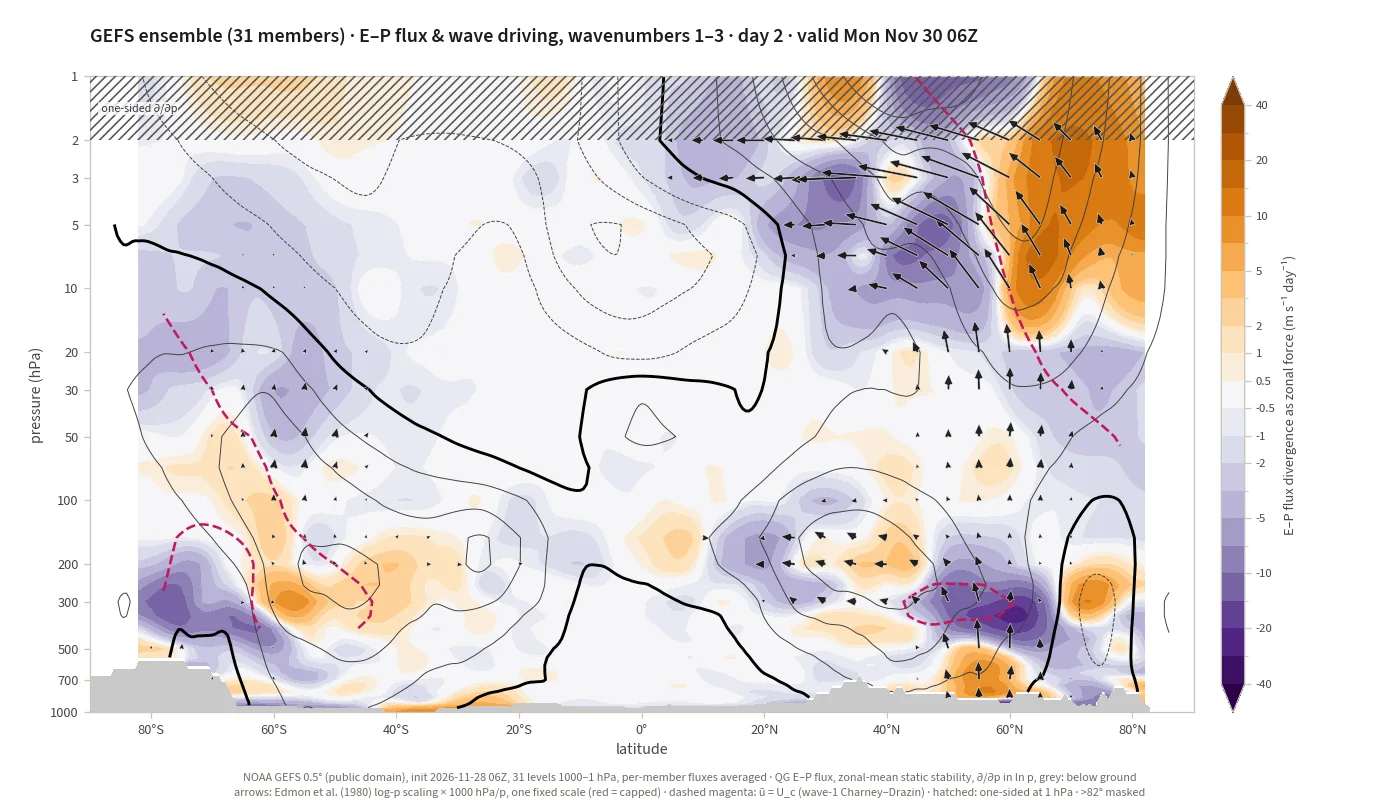 GEFS ensemble (31 members) · E–P flux & wave driving, wavenumbers 1–3 · day 2 · valid Mon Nov 30 06Z
one-sided ∂/∂p
pressure (hPa)
1
2
3
5
10
20
30
50
100
200
300
500
700
1000
80°S
60°S
40°S
20°S
0°
20°N
40°N
60°N
80°N
latitude
40
20
10
5
2
1
0.5
-0.5
-1
-2
-5
-10
-20
-40
E–P flux divergence as zonal force (m s⁻¹ day⁻¹)
NOAA GEFS 0.5° (public domain), init 2026-11-28 06Z, 31 levels 1000–1 hPa, per-member fluxes averaged · QG E–P flux, zonal-mean static stability, ∂/∂p in ln p, grey: below ground
arrows: Edmon et al. (1980) log-p scaling × 1000 hPa/p, one fixed scale (red = capped) · dashed magenta: ū = U_c (wave-1 Charney–Drazin) · hatched: one-sided at 1 hPa · >82° masked